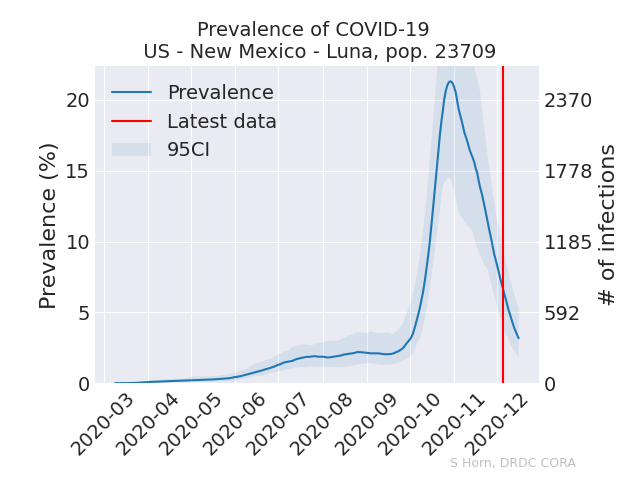 Prevalence of COVID-19
US - New Mexico - Luna, pop. 23709
Prevalence
Latest data
95CI
Prevalence (%)
20
15
10
5
0
2370
1778
1185
592
0
# of infections
2020-03
2020-04
2020-05
2020-06
2020-07
2020-08
2020-09
2020-10
2020-11
2020-12
S Horn, DRDC CORA